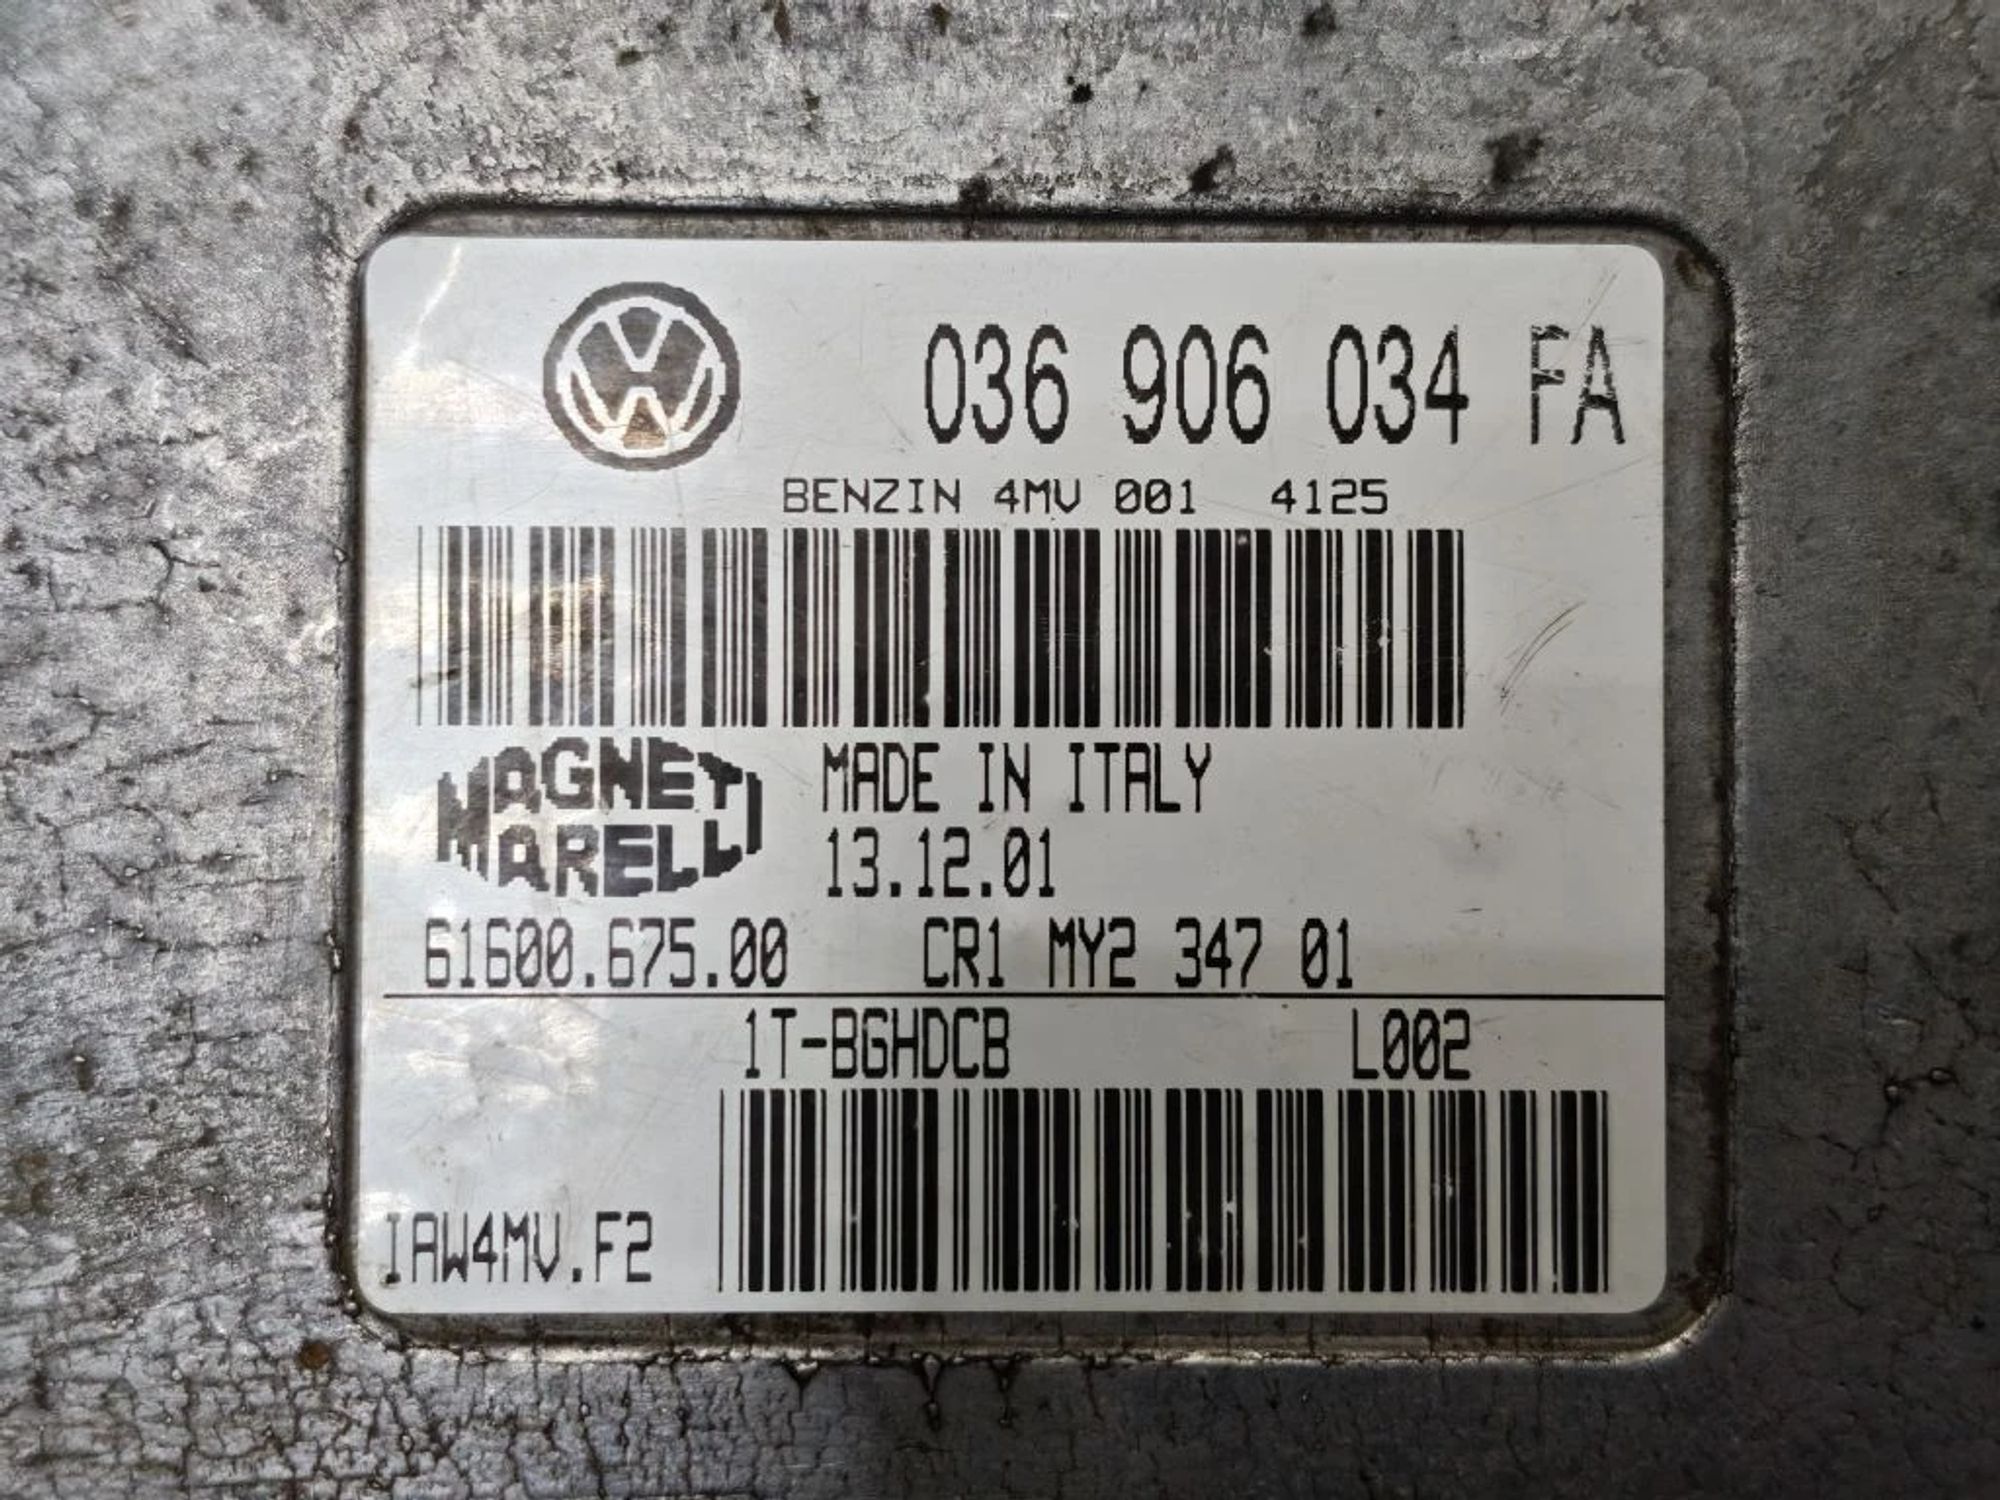 036 906 034 FA
BENZIN 4MV 001 4125
MAGNETI MARELLI
MADE IN ITALY
13.12.01
61600.675.00 CR1 MY2 347 01
1T-BGHDCB L002
IAW4MV.F2